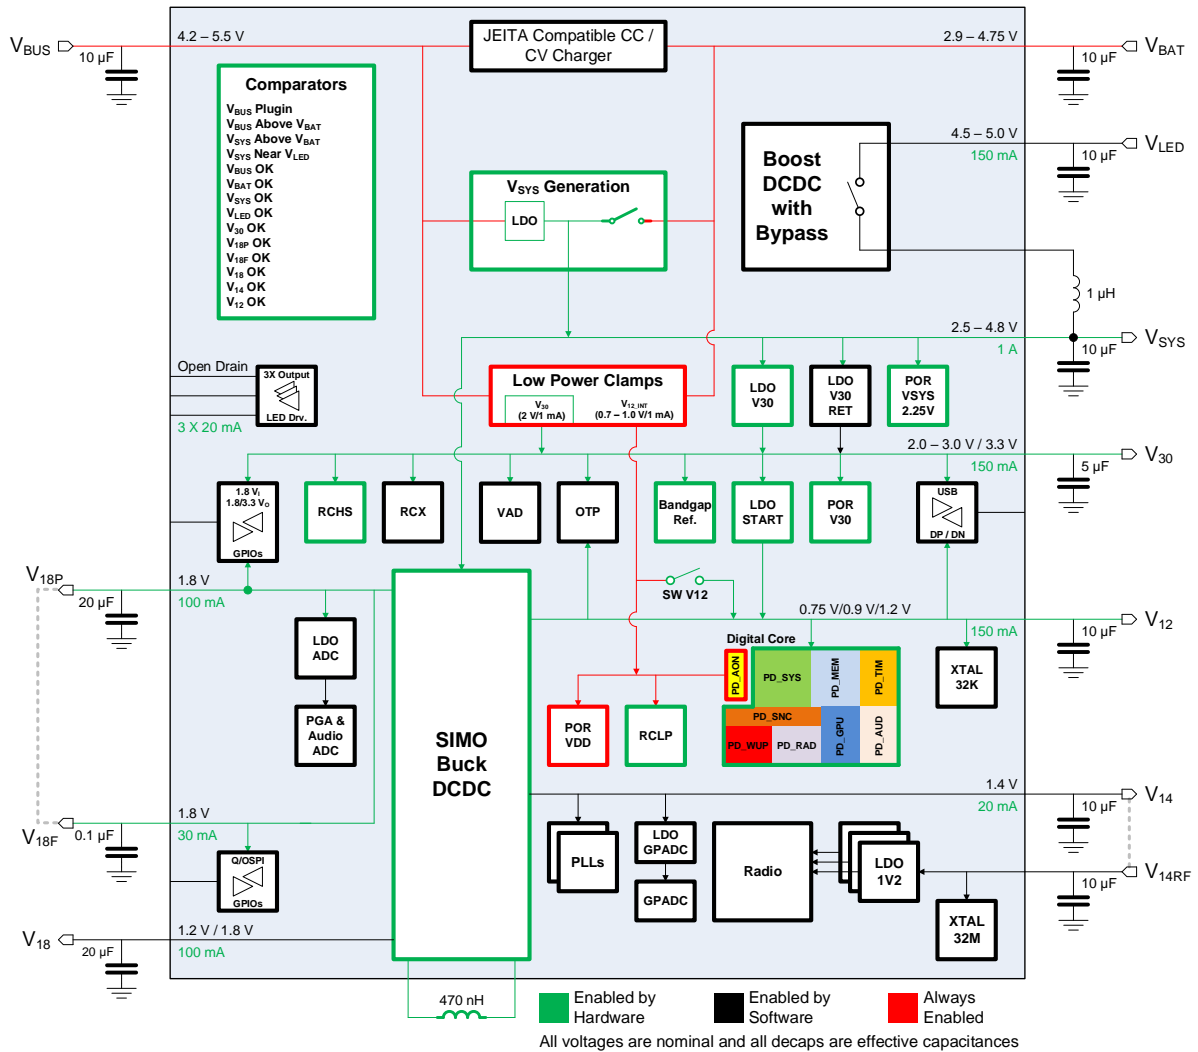 VBUS
4.2 – 5.5 V
10 µF
JEITA Compatible CC /
CV Charger
2.9 – 4.75 V
VBAT
10 µF
Comparators
VBUS Plugin
VBUS Above VBAT
VSYS Above VBAT
VSYS Near VLED
VBUS OK
VBAT OK
VSYS OK
VLED OK
V30 OK
V18P OK
V18F OK
V18 OK
V14 OK
V12 OK
VSYS Generation
LDO
Boost
DCDC
with
Bypass
4.5 – 5.0 V
150 mA
VLED
10 µF
1 µH
2.5 – 4.8 V
1 A
VSYS
10 µF
Open Drain
3 X 20 mA
3X Output
LED Drv.
Low Power Clamps
V30
(2 V/1 mA)
V12_INT
(0.7 – 1.0 V/1 mA)
LDO
V30
LDO
V30
RET
POR
VSYS
2.25V
2.0 – 3.0 V / 3.3 V
150 mA
V30
5 µF
1.8 VI
1.8/3.3 VO
GPIOs
RCHS
RCX
VAD
OTP
Bandgap
Ref.
LDO
START
POR
V30
USB
DP / DN
V18P
1.8 V
100 mA
20 µF
SW V12
0.75 V/0.9 V/1.2 V
150 mA
V12
10 µF
LDO
ADC
PGA &
Audio
ADC
SIMO
Buck
DCDC
Digital Core
PD_AON
PD_SYS
PD_MEM
PD_TIM
PD_SNC
PD_WUP
PD_RAD
PD_GPU
PD_AUD
XTAL
32K
POR
VDD
RCLP
V18F
1.8 V
30 mA
0.1 µF
Q/OSPI
GPIOs
1.4 V
20 mA
V14
10 µF
PLLs
LDO
GPADC
GPADC
Radio
LDO
1V2
V14RF
10 µF
XTAL
32M
V18
1.2 V / 1.8 V
100 mA
20 µF
470 nH
Enabled by
Hardware
Enabled by
Software
Always
Enabled
All voltages are nominal and all decaps are effective capacitances